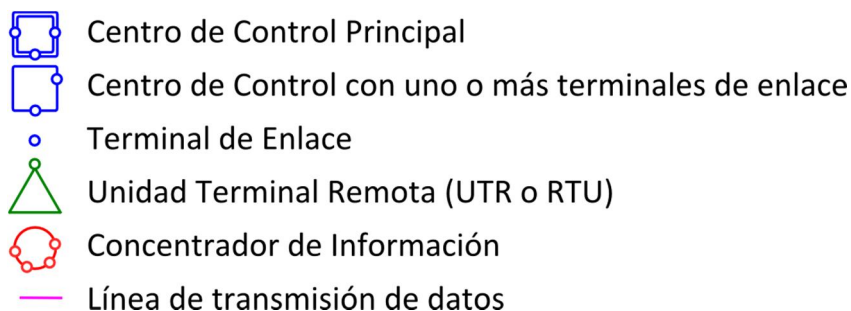 Centro de Control Principal
Centro de Control con uno o más terminales de enlace
Terminal de Enlace
Unidad Terminal Remota (UTR o RTU)
Concentrador de Información
Línea de transmisión de datos